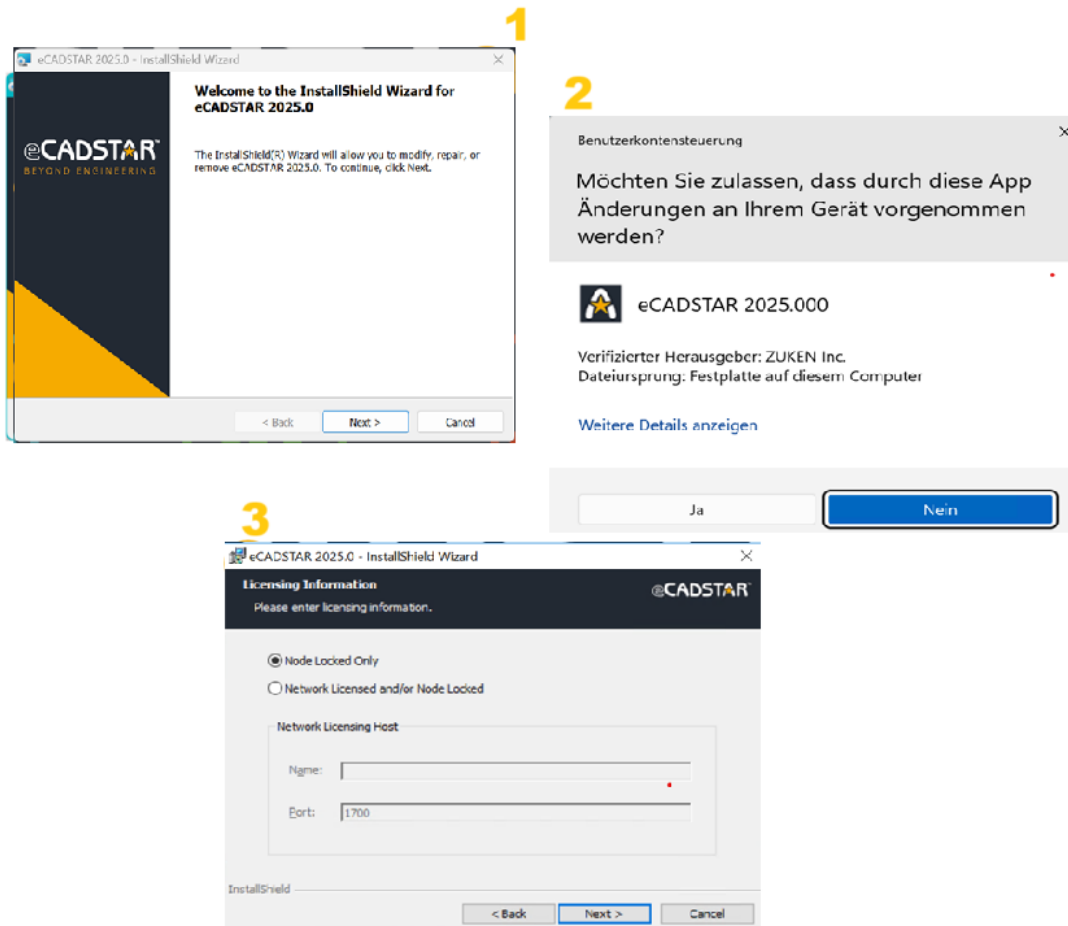 1
eCADSTAR 2025.0 - InstallShield Wizard
Welcome to the InstallShield Wizard for
eCADSTAR 2025.0
The InstallShield(R) Wizard will allow you to modify, repair, or
remove eCADSTAR 2025.0. To continue, click Next.
eCADSTAR™
BEYOND ENGINEERING
< Back
Next >
Cancel
2
Benutzerkontensteuerung
Möchten Sie zulassen, dass durch diese App
Änderungen an Ihrem Gerät vorgenommen
werden?
eCADSTAR 2025.000
Verifizierter Herausgeber: ZUKEN Inc.
Dateiursprung: Festplatte auf diesem Computer
Weitere Details anzeigen
Ja
Nein
3
eCADSTAR 2025.0 - InstallShield Wizard
Licensing Information
Please enter licensing information.
eCADSTAR™
Node Locked Only
Network Licensed and/or Node Locked
Network Licensing Host
Name:
Port:
1700
InstallShield
< Back
Next >
Cancel